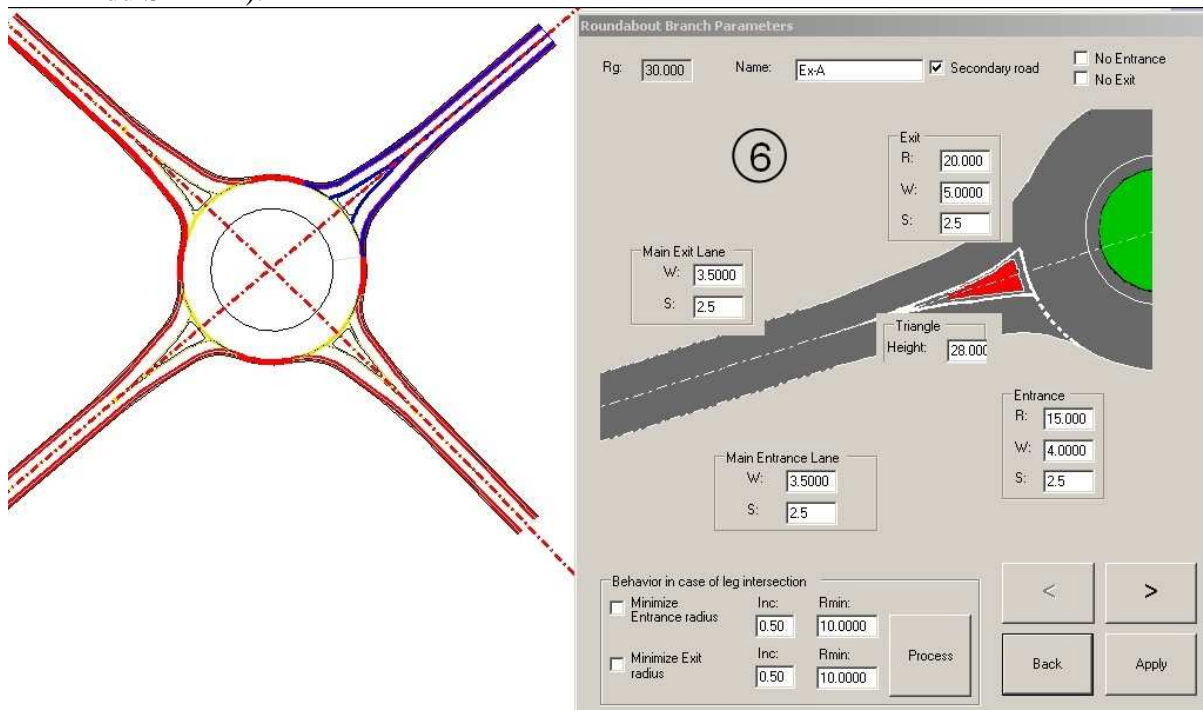 Roundabout Branch Parameters
Rg: 30.000 Name: Ex-A Secondary road
No Entrance
No Exit
6
Exit
R: 20.000
W: 5.0000
S: 2.5
Main Exit Lane
W: 3.5000
S: 2.5
Triangle
Height: 28.000
Entrance
R: 15.000
W: 4.0000
S: 2.5
Main Entrance Lane
W: 3.5000
S: 2.5
Behavior in case of leg intersection
Minimize Inc: Rmin:
Entrance radius 0.50 10.0000
Minimize Exit Inc: Rmin:
radius 0.50 10.0000
Process
< >
Back Apply